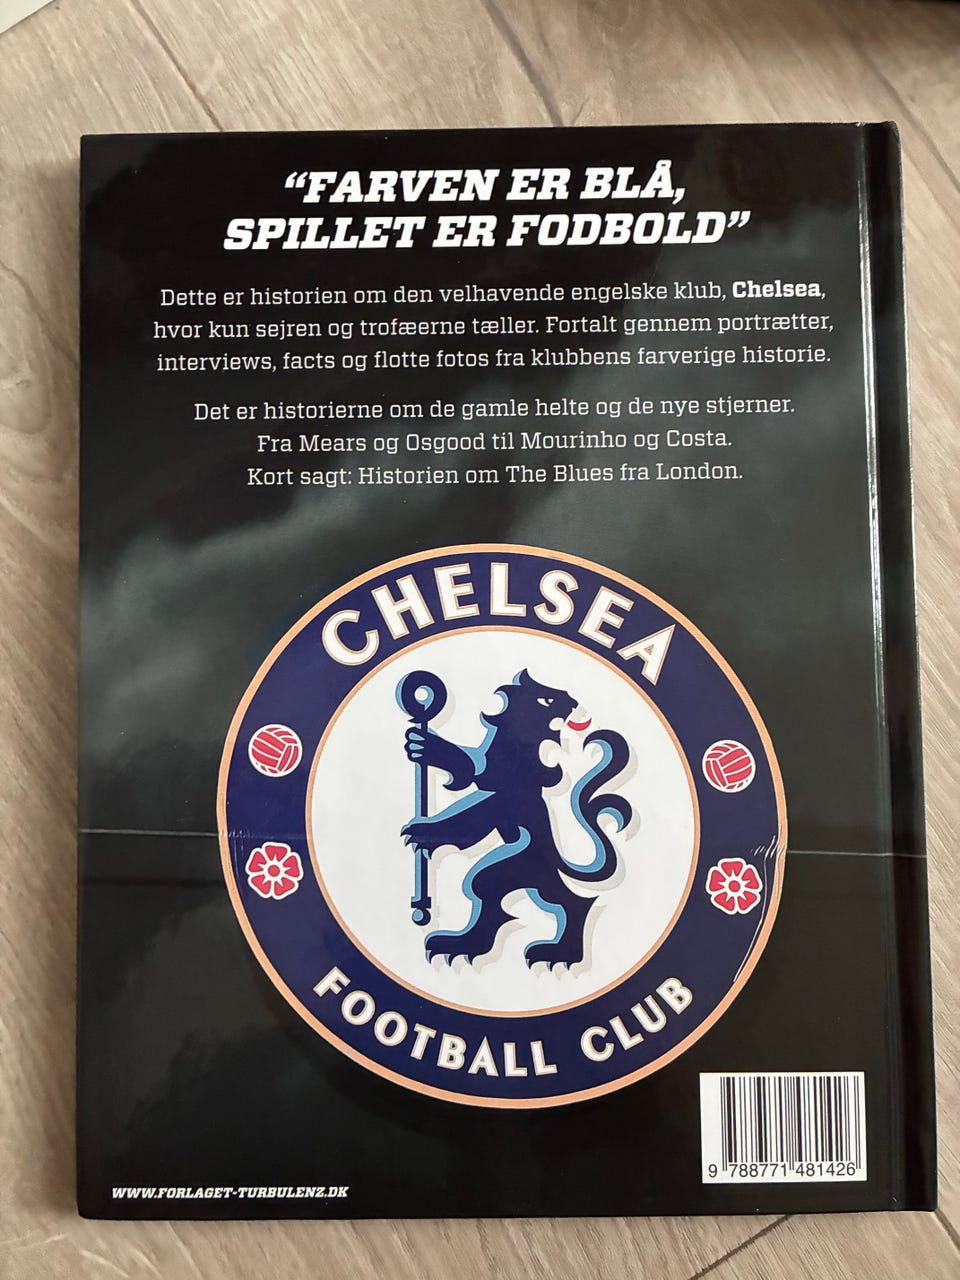 “FARVEN ER BLÅ,
SPILLET ER FODBOLD”
Dette er historien om den velhavende engelske klub, Chelsea,
hvor kun sejren og trofæerne tæller. Fortalt gennem portrætter,
interviews, facts og flotte fotos fra klubbens farverige historie.
Det er historierne om de gamle helte og de nye stjerner.
Fra Mears og Osgood til Mourinho og Costa.
Kort sagt: Historien om The Blues fra London.
CHELSEA
FOOTBALL CLUB
9 788771 481426
WWW.FORLAGET-TURBULENZ.DK